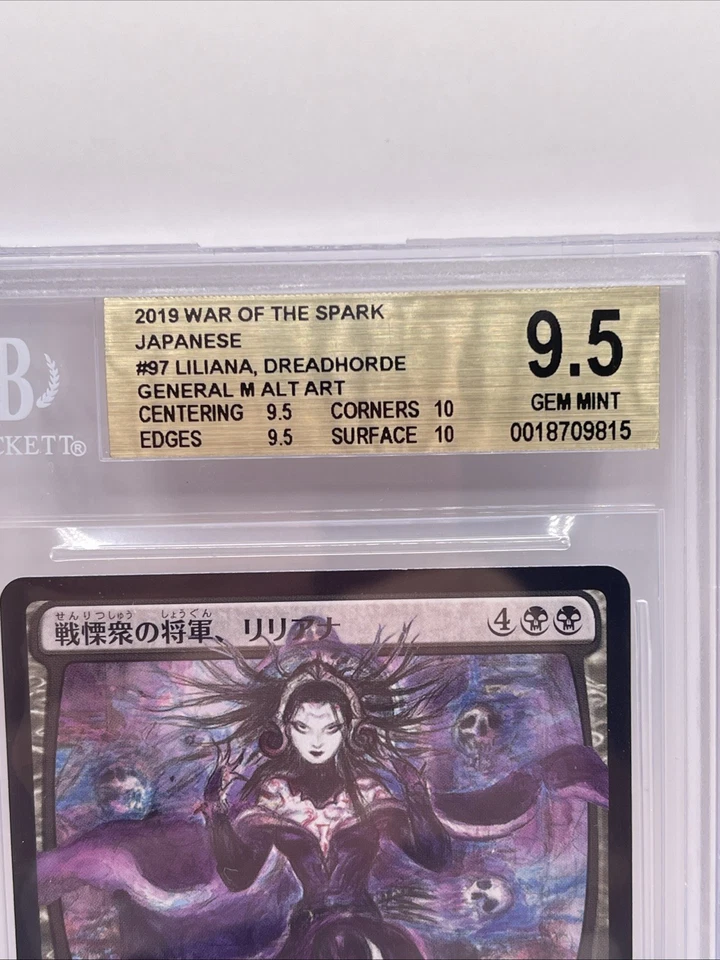 2019 WAR OF THE SPARK
JAPANESE
#97 LILIANA, DREADHORDE
GENERAL M ALT ART
CENTERING 9.5 CORNERS 10
EDGES 9.5 SURFACE 10
9.5
GEM MINT
0018709815
B
CKETT®
せんりつしゅう しょうぐん
戦慄衆の将軍、リリアナ
4